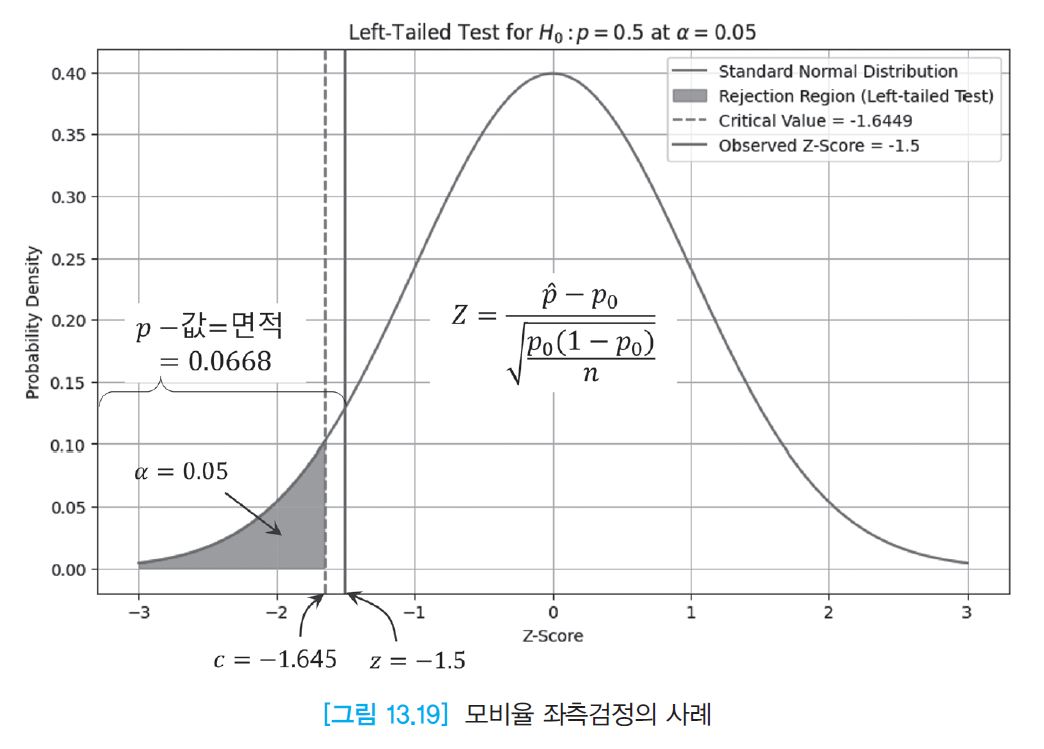 Left-Tailed Test for H₀ : p = 0.5 at α = 0.05
Standard Normal Distribution
Rejection Region (Left-tailed Test)
Critical Value = -1.6449
Observed Z-Score = -1.5
0.40
0.35
0.30
0.25
0.20
0.15
0.10
0.05
0.00
Probability Density
p −값=면적
= 0.0668
Z = (p̂ − p₀) / √(p₀(1 − p₀) / n)
α = 0.05
−3 −2 −1 0 1 2 3
Z-Score
c = −1.645 z = −1.5
[그림 13.19] 모비율 좌측검정의 사례